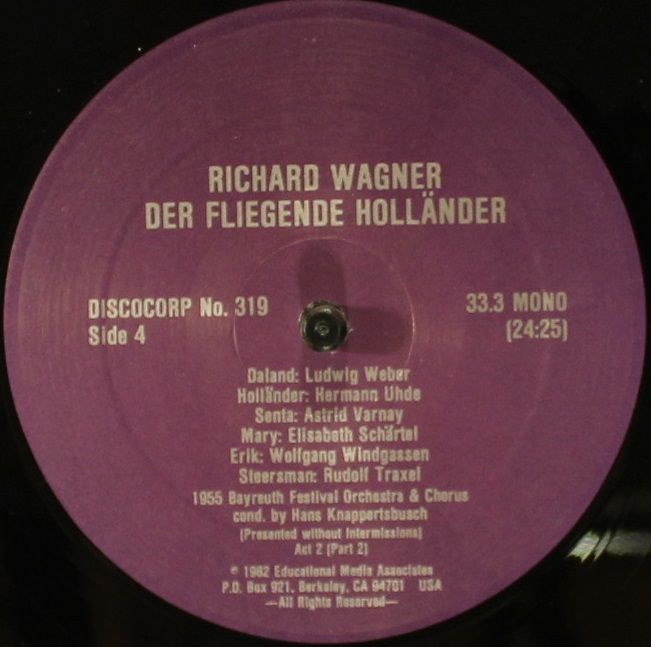 RICHARD WAGNER
DER FLIEGENDE HOLLÄNDER
DISCOCORP No. 319
33.3 MONO
Side 4
(24:25)
Daland: Ludwig Weber
Holländer: Hermann Uhde
Senta: Astrid Varnay
Mary: Elisabeth Schärtel
Erik: Wolfgang Windgassen
Steersman: Rudolf Traxel
1955 Bayreuth Festival Orchestra & Chorus
cond. by Hans Knappertsbusch
(Presented without Intermissions)
Act 2 (Part 2)
℗ 1982 Educational Media Associates
P.O. Box 921, Berkeley, CA 94701 USA
—All Rights Reserved—